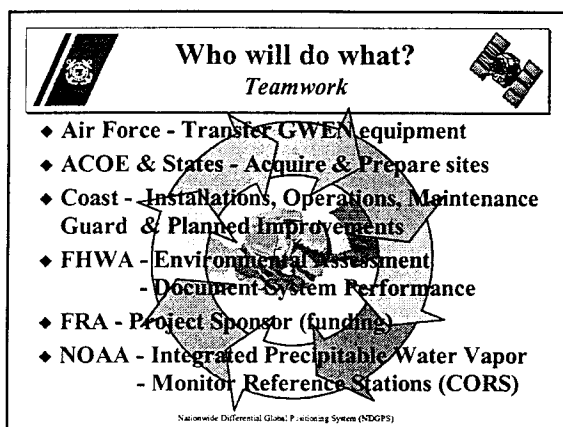 Who will do what?
Teamwork
◆ Air Force - Transfer GWEN equipment
◆ ACOE & States - Acquire & Prepare sites
◆ Coast - Installations, Operations, Maintenance
Guard & Planned Improvements
◆ FHWA - Environmental Assessment
- Document System Performance
◆ FRA - Project Sponsor (funding)
◆ NOAA - Integrated Precipitable Water Vapor
- Monitor Reference Stations (CORS)
Nationwide Differential Global Positioning System (NDGPS)